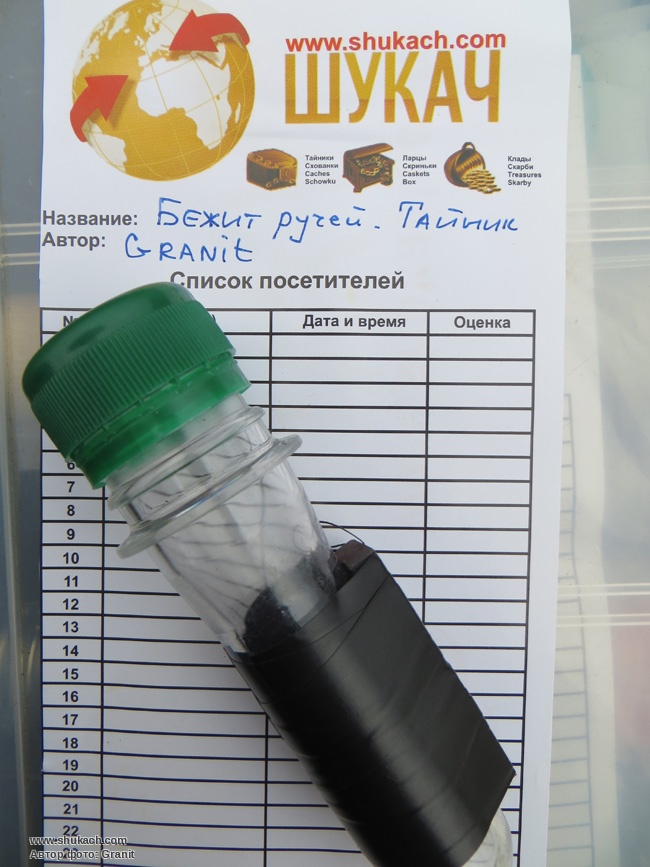 www.shukach.com
ШУКАЧ
Тайники
Схованки
Caches
Schowku
Ларцы
Скриньки
Caskets
Box
Клады
Скарби
Treasures
Skarby
Название: Бежит ручей. Тайник
Автор: GRANit
Список посетителей
Дата и время Оценка
6
7
8
9
10
11
12
13
14
15
16
17
18
19
20
21
22
www.shukach.com
Автор фото: Granit